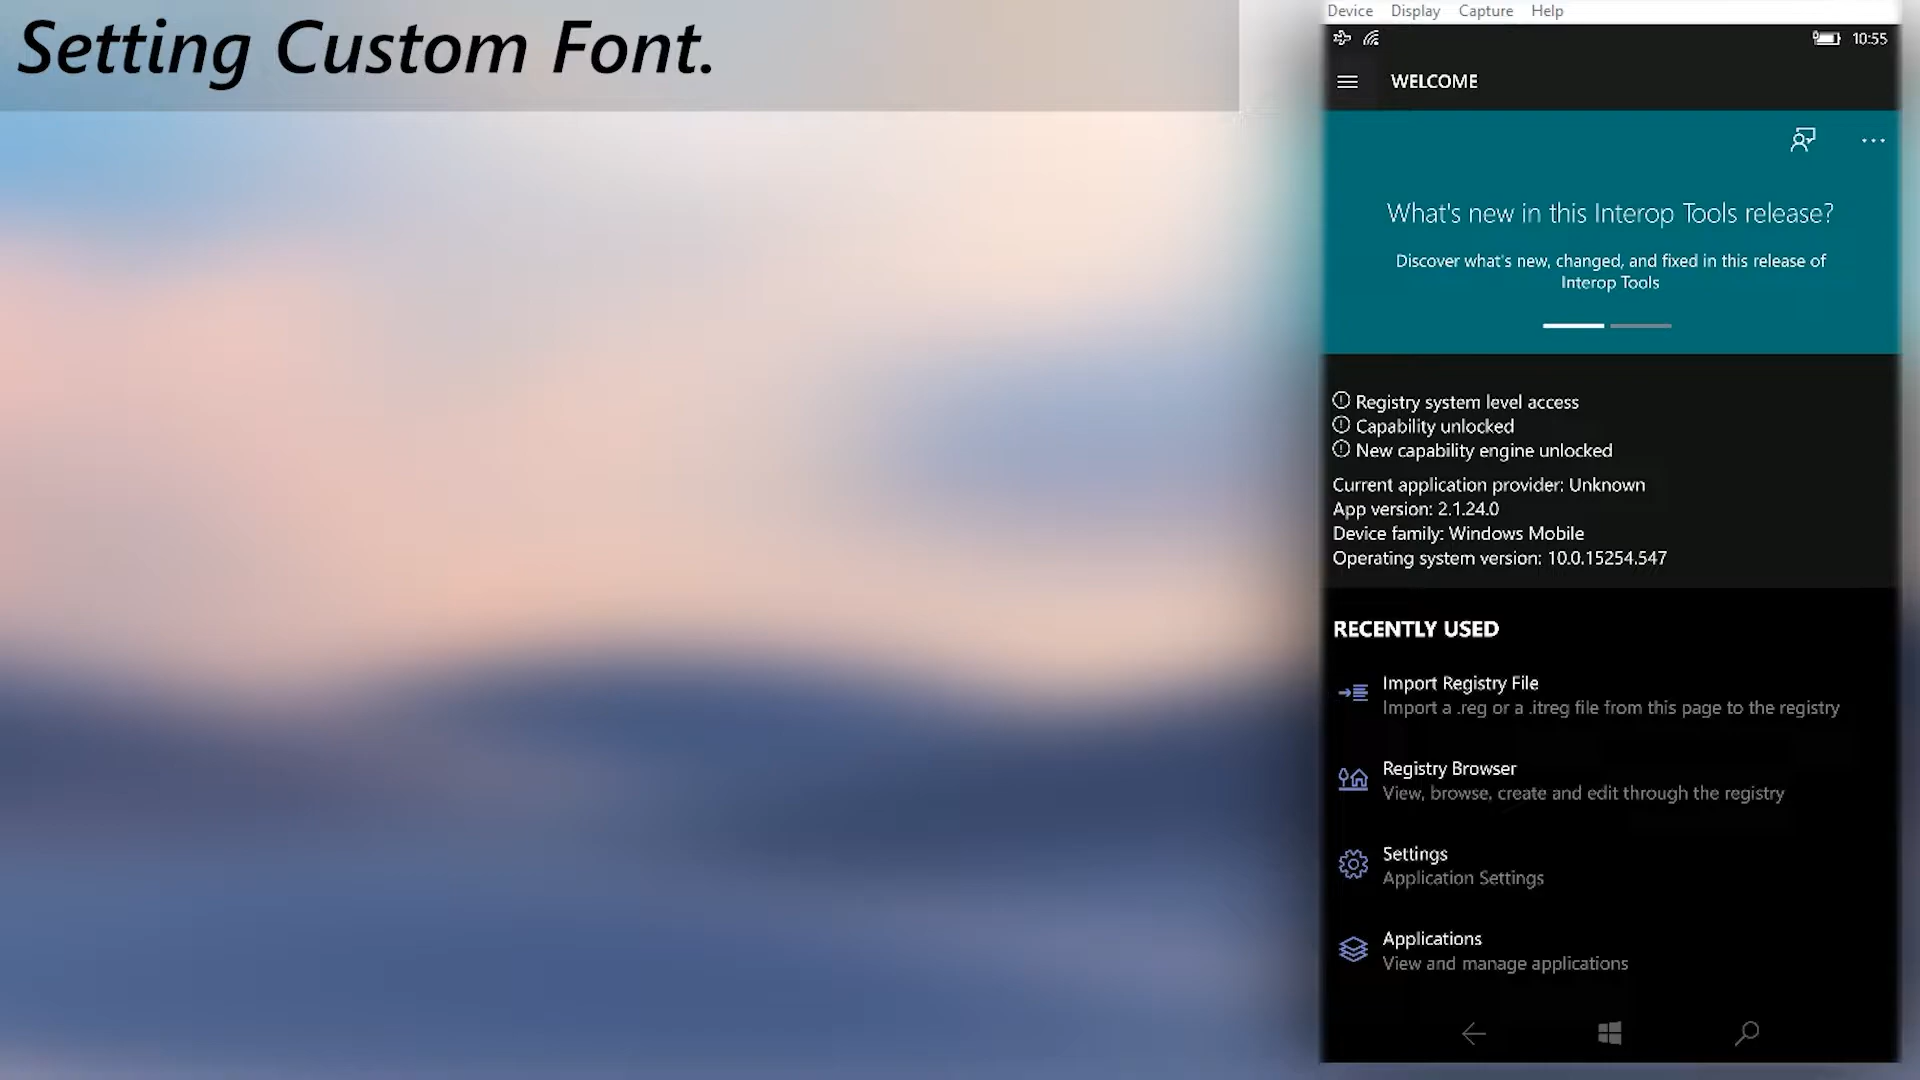 Setting Custom Font.
Device Display Capture Help
10:55
WELCOME
What's new in this Interop Tools release?
Discover what's new, changed, and fixed in this release of
Interop Tools
Registry system level access
Capability unlocked
New capability engine unlocked
Current application provider: Unknown
App version: 2.1.24.0
Device family: Windows Mobile
Operating system version: 10.0.15254.547
RECENTLY USED
Import Registry File
Import a .reg or a .itreg file from this page to the registry
Registry Browser
View, browse, create and edit through the registry
Settings
Application Settings
Applications
View and manage applications